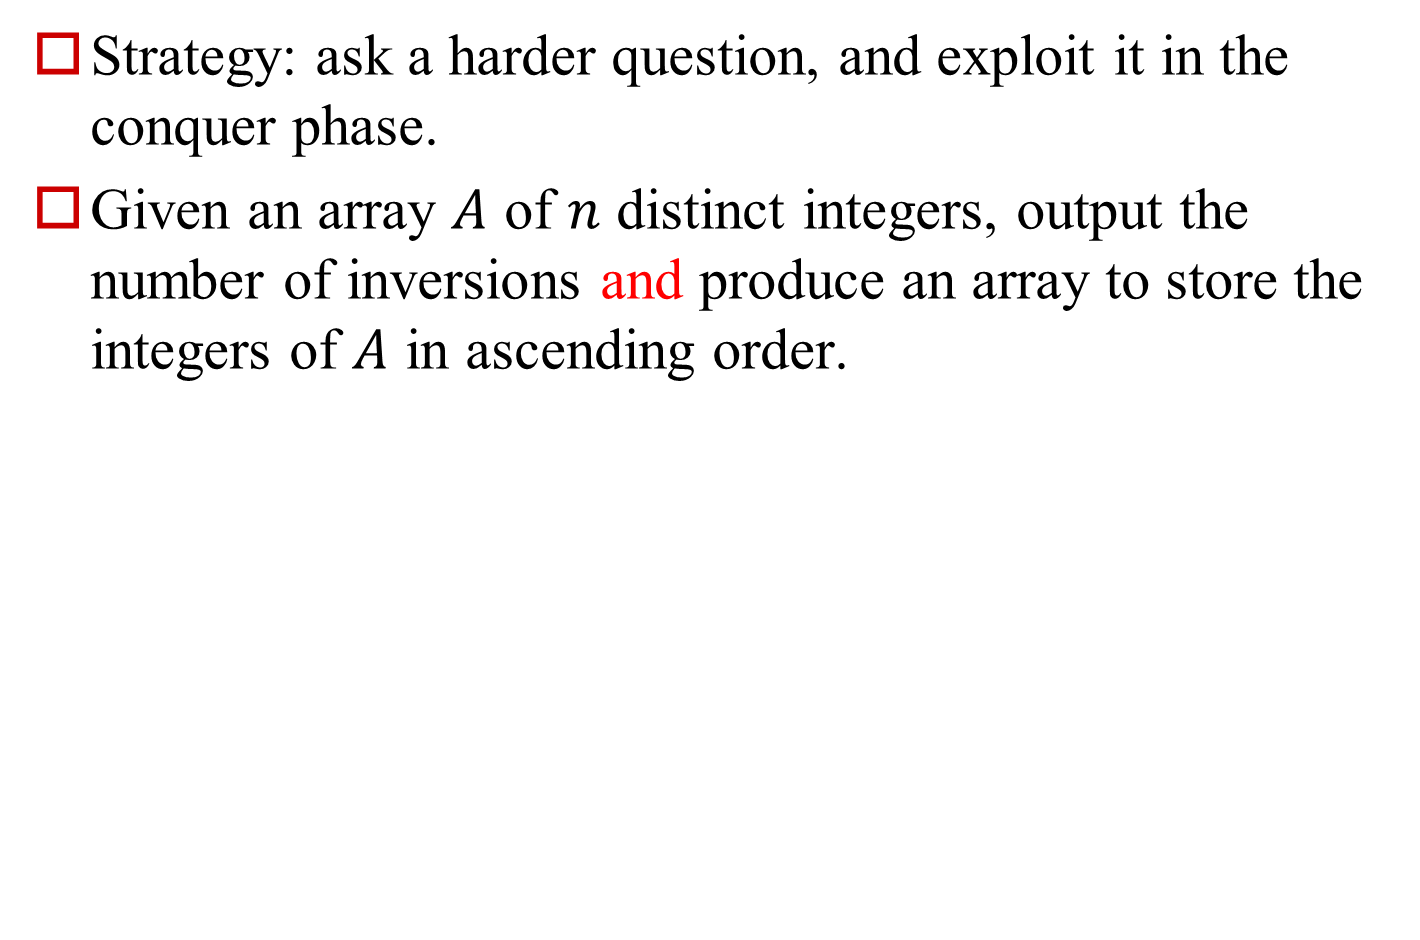 Strategy: ask a harder question, and exploit it in the
conquer phase.
Given an array A of n distinct integers, output the
number of inversions and produce an array to store the
integers of A in ascending order.